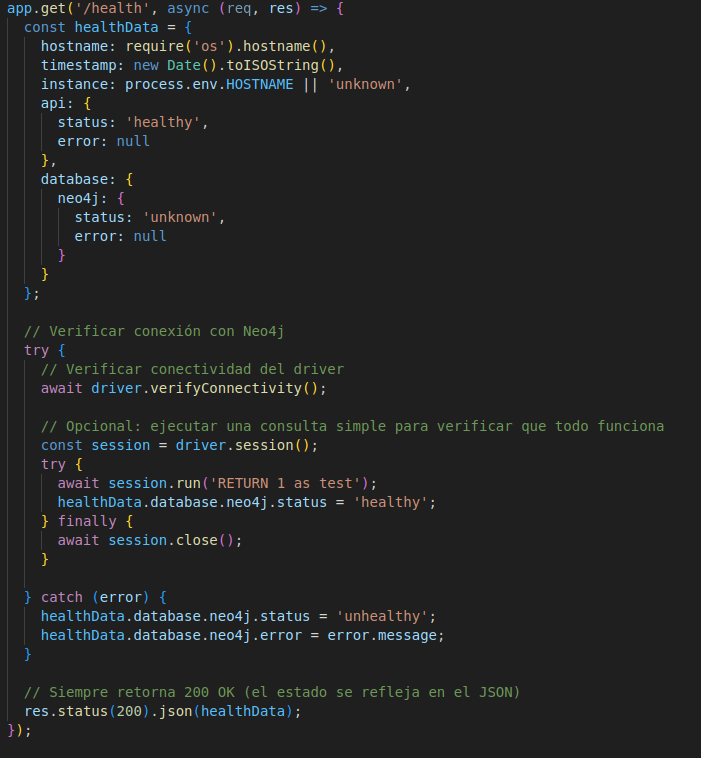 app.get('/health', async (req, res) => {
  const healthData = {
    hostname: require('os').hostname(),
    timestamp: new Date().toISOString(),
    instance: process.env.HOSTNAME || 'unknown',
    api: {
      status: 'healthy',
      error: null
    },
    database: {
      neo4j: {
        status: 'unknown',
        error: null
      }
    }
  };

  // Verificar conexión con Neo4j
  try {
    // Verificar conectividad del driver
    await driver.verifyConnectivity();

    // Opcional: ejecutar una consulta simple para verificar que todo funciona
    const session = driver.session();
    try {
      await session.run('RETURN 1 as test');
      healthData.database.neo4j.status = 'healthy';
    } finally {
      await session.close();
    }

  } catch (error) {
    healthData.database.neo4j.status = 'unhealthy';
    healthData.database.neo4j.error = error.message;
  }

  // Siempre retorna 200 OK (el estado se refleja en el JSON)
  res.status(200).json(healthData);
});